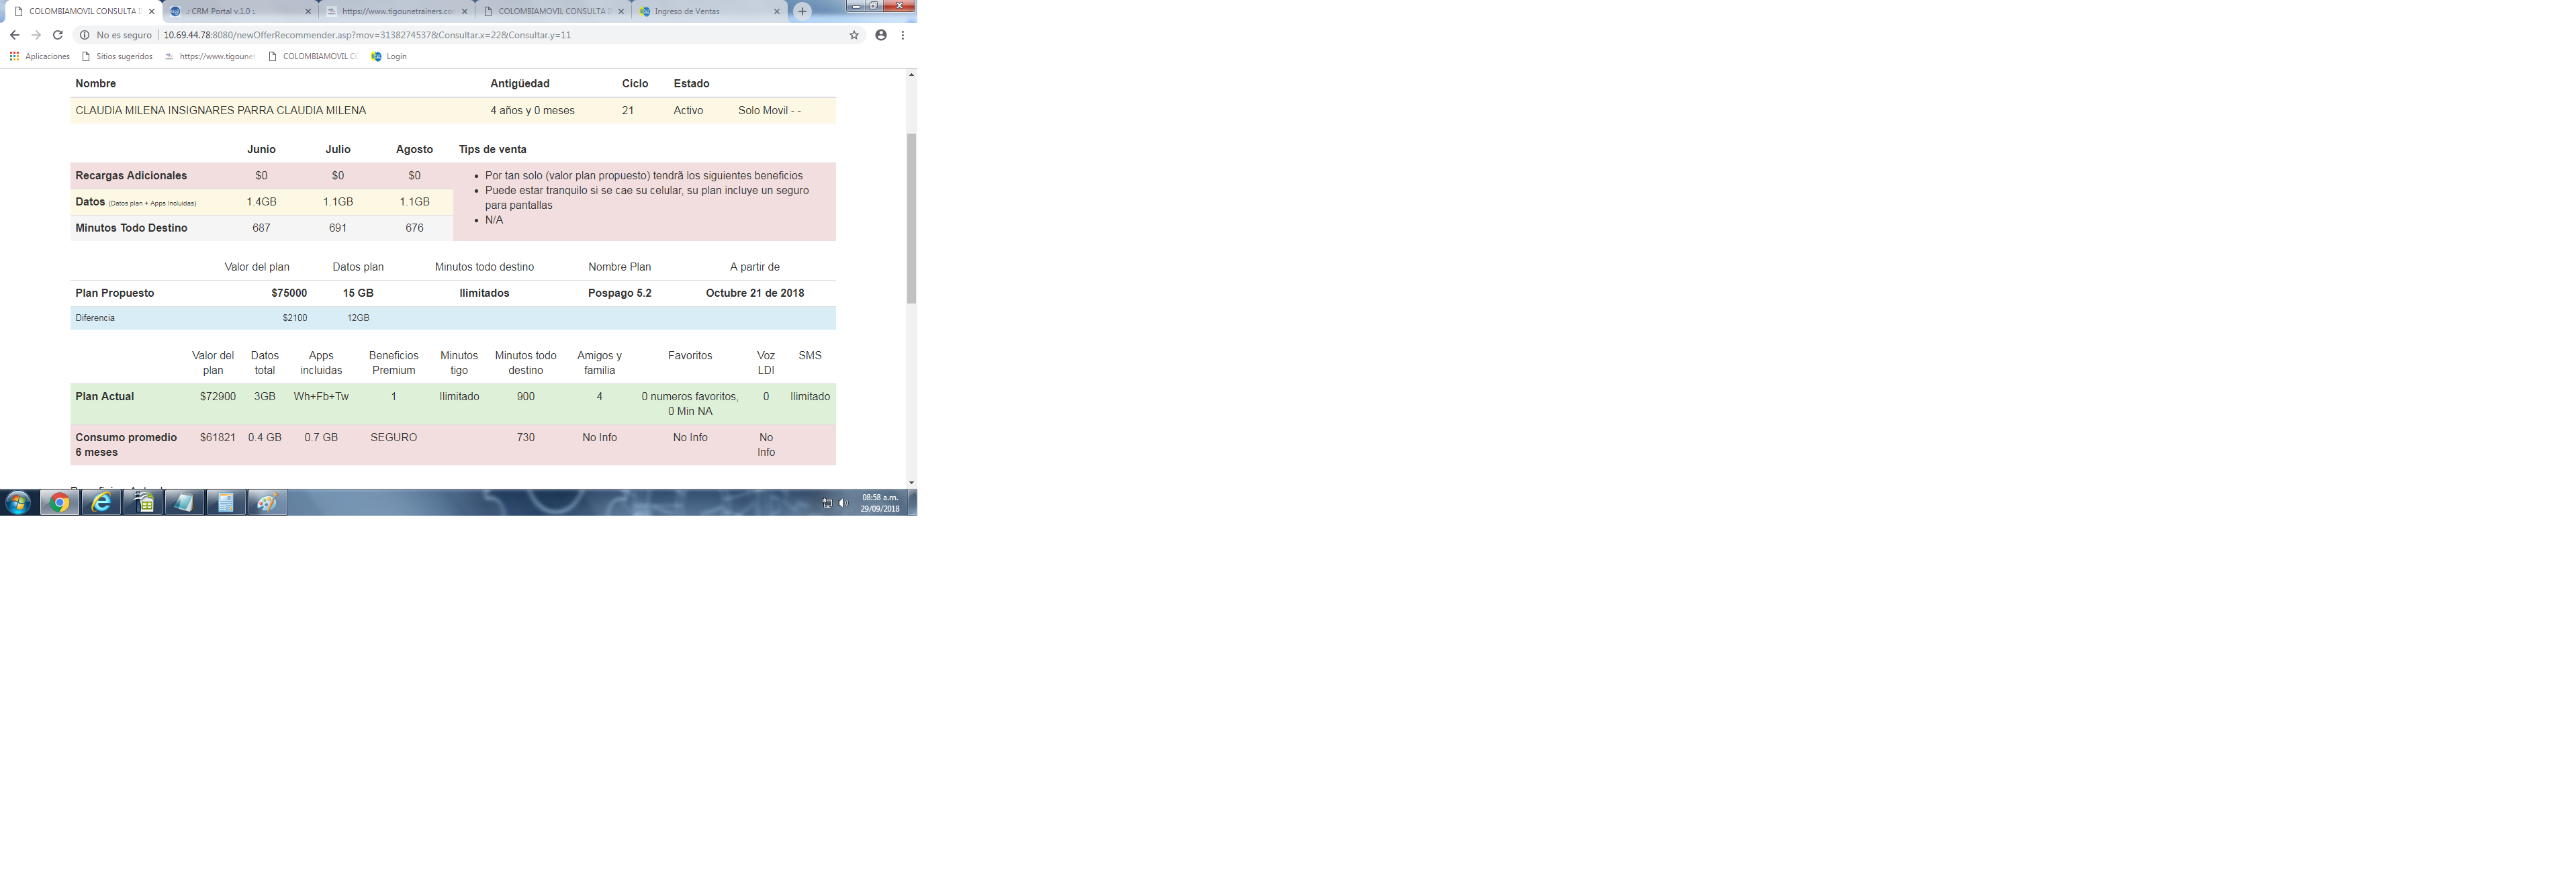 COLOMBIAMOVIL CONSULTA
.: CRM Portal v.1.0 :.
https://www.tigounetrainers.co
COLOMBIAMOVIL CONSULTA
Ingreso de Ventas
No es seguro | 10.69.44.78:8080/newOfferRecommender.asp?mov=3138274537&Consultar.x=22&Consultar.y=11
Aplicaciones Sitios sugeridos https://www.tigoune COLOMBIAMOVIL Login
Nombre Antigüedad Ciclo Estado
CLAUDIA MILENA INSIGNARES PARRA CLAUDIA MILENA 4 años y 0 meses 21 Activo Solo Movil - -
Junio Julio Agosto Tips de venta
Recargas Adicionales $0 $0 $0
Datos (Datos plan + Apps Incluidas) 1.4GB 1.1GB 1.1GB
Minutos Todo Destino 687 691 676
• Por tan solo (valor plan propuesto) tendrã los siguientes beneficios
• Puede estar tranquilo si se cae su celular, su plan incluye un seguro
para pantallas
• N/A
Valor del plan Datos plan Minutos todo destino Nombre Plan A partir de
Plan Propuesto $75000 15 GB Ilimitados Pospago 5.2 Octubre 21 de 2018
Diferencia $2100 12GB
Valor del plan Datos total Apps incluidas Beneficios Premium Minutos tigo Minutos todo destino Amigos y familia Favoritos Voz LDI SMS
Plan Actual $72900 3GB Wh+Fb+Tw 1 Ilimitado 900 4 0 numeros favoritos, 0 Min NA 0 Ilimitado
Consumo promedio 6 meses $61821 0.4 GB 0.7 GB SEGURO 730 No Info No Info No Info
08:58 a.m.
29/09/2018